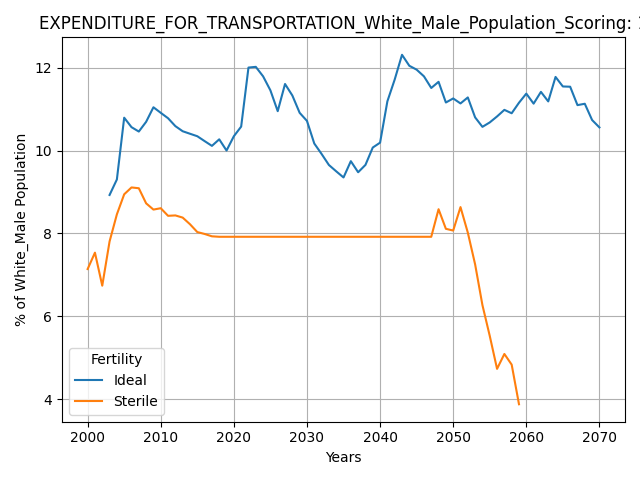 EXPENDITURE_FOR_TRANSPORTATION_White_Male_Population_Scoring:
% of White_Male Population
12
10
8
6
4
Fertility
Ideal
Sterile
2000 2010 2020 2030 2040 2050 2060 2070
Years